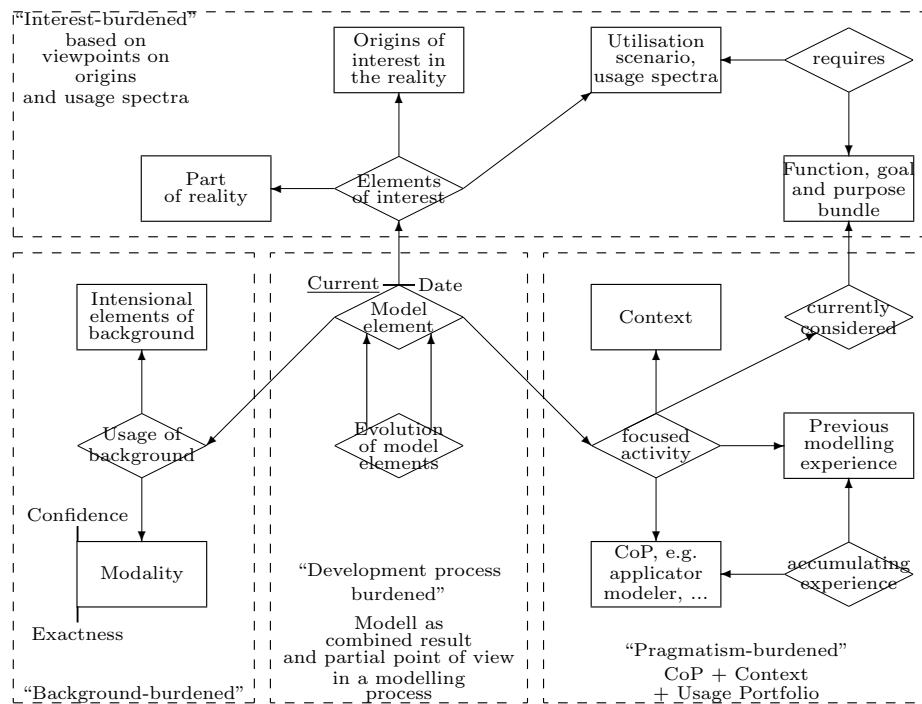 “Interest-burdened”
based on
viewpoints on
origins
and usage spectra
Origins of
interest in
the reality
Utilisation
scenario,
usage spectra
requires
Part
of reality
Elements
of interest
Function, goal
and purpose
bundle
Current
Date
Intensional
elements of
background
Model
element
Context
currently
considered
Usage of
background
Evolution
of model
elements
focused
activity
Previous
modelling
experience
Confidence
Modality
Exactness
“Background-burdened”
“Development process
burdened”
Modell as
combined result
and partial point of view
in a modelling
process
CoP, e.g.
applicator
modeler, ...
accumulating
experience
“Pragmatism-burdened”
CoP + Context
+ Usage Portfolio